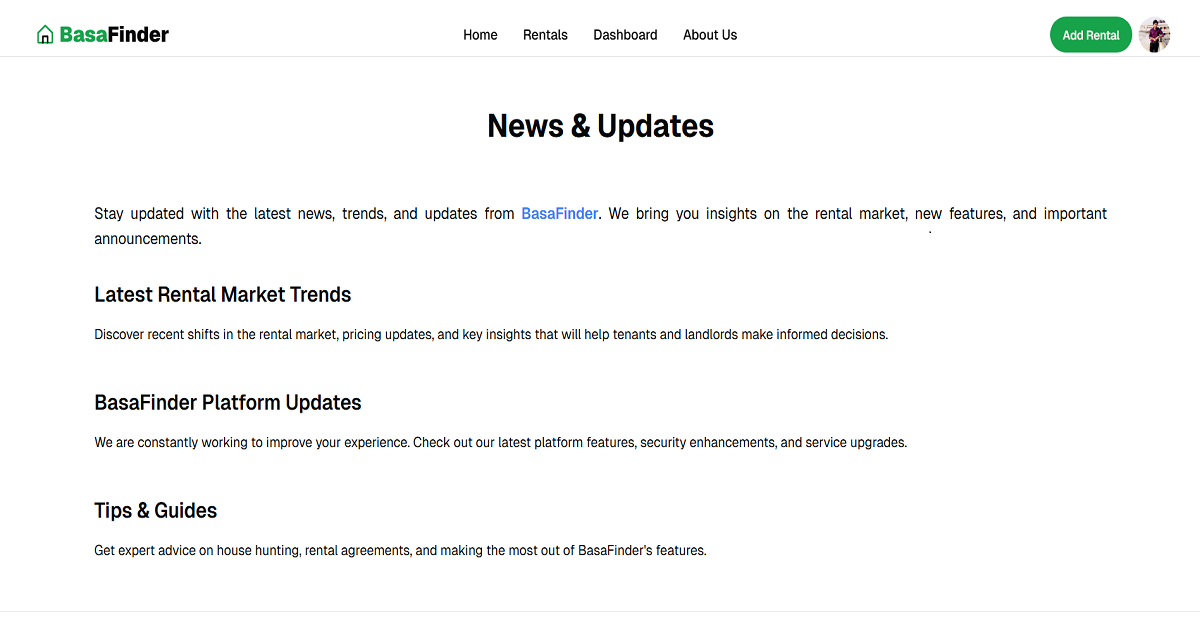 BasaFinder
Home Rentals Dashboard About Us
Add Rental
News & Updates
Stay updated with the latest news, trends, and updates from BasaFinder. We bring you insights on the rental market, new features, and important
announcements.
Latest Rental Market Trends
Discover recent shifts in the rental market, pricing updates, and key insights that will help tenants and landlords make informed decisions.
BasaFinder Platform Updates
We are constantly working to improve your experience. Check out our latest platform features, security enhancements, and service upgrades.
Tips & Guides
Get expert advice on house hunting, rental agreements, and making the most out of BasaFinder's features.